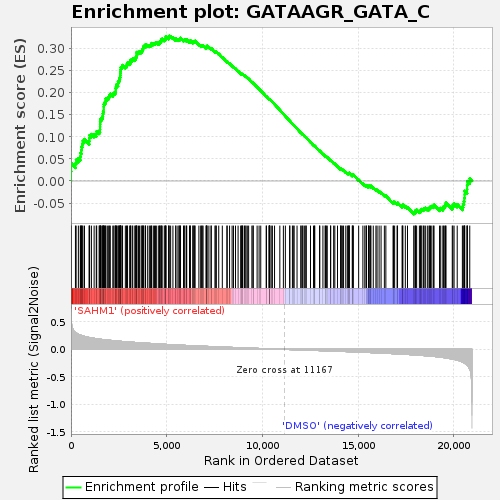 Enrichment plot: GATAAGR_GATA_C
Enrichment score (ES)
0.30
0.25
0.20
0.15
0.10
0.05
0.00
-0.05
'SAHM1' (positively correlated)
Ranked list metric (Signal2Noise)
0.5
0.0
-0.5
-1.0
-1.5
Zero cross at 11167
'DMSO' (negatively correlated)
0
5,000
10,000
15,000
20,000
Rank in Ordered Dataset
Enrichment profile
Hits
Ranking metric scores